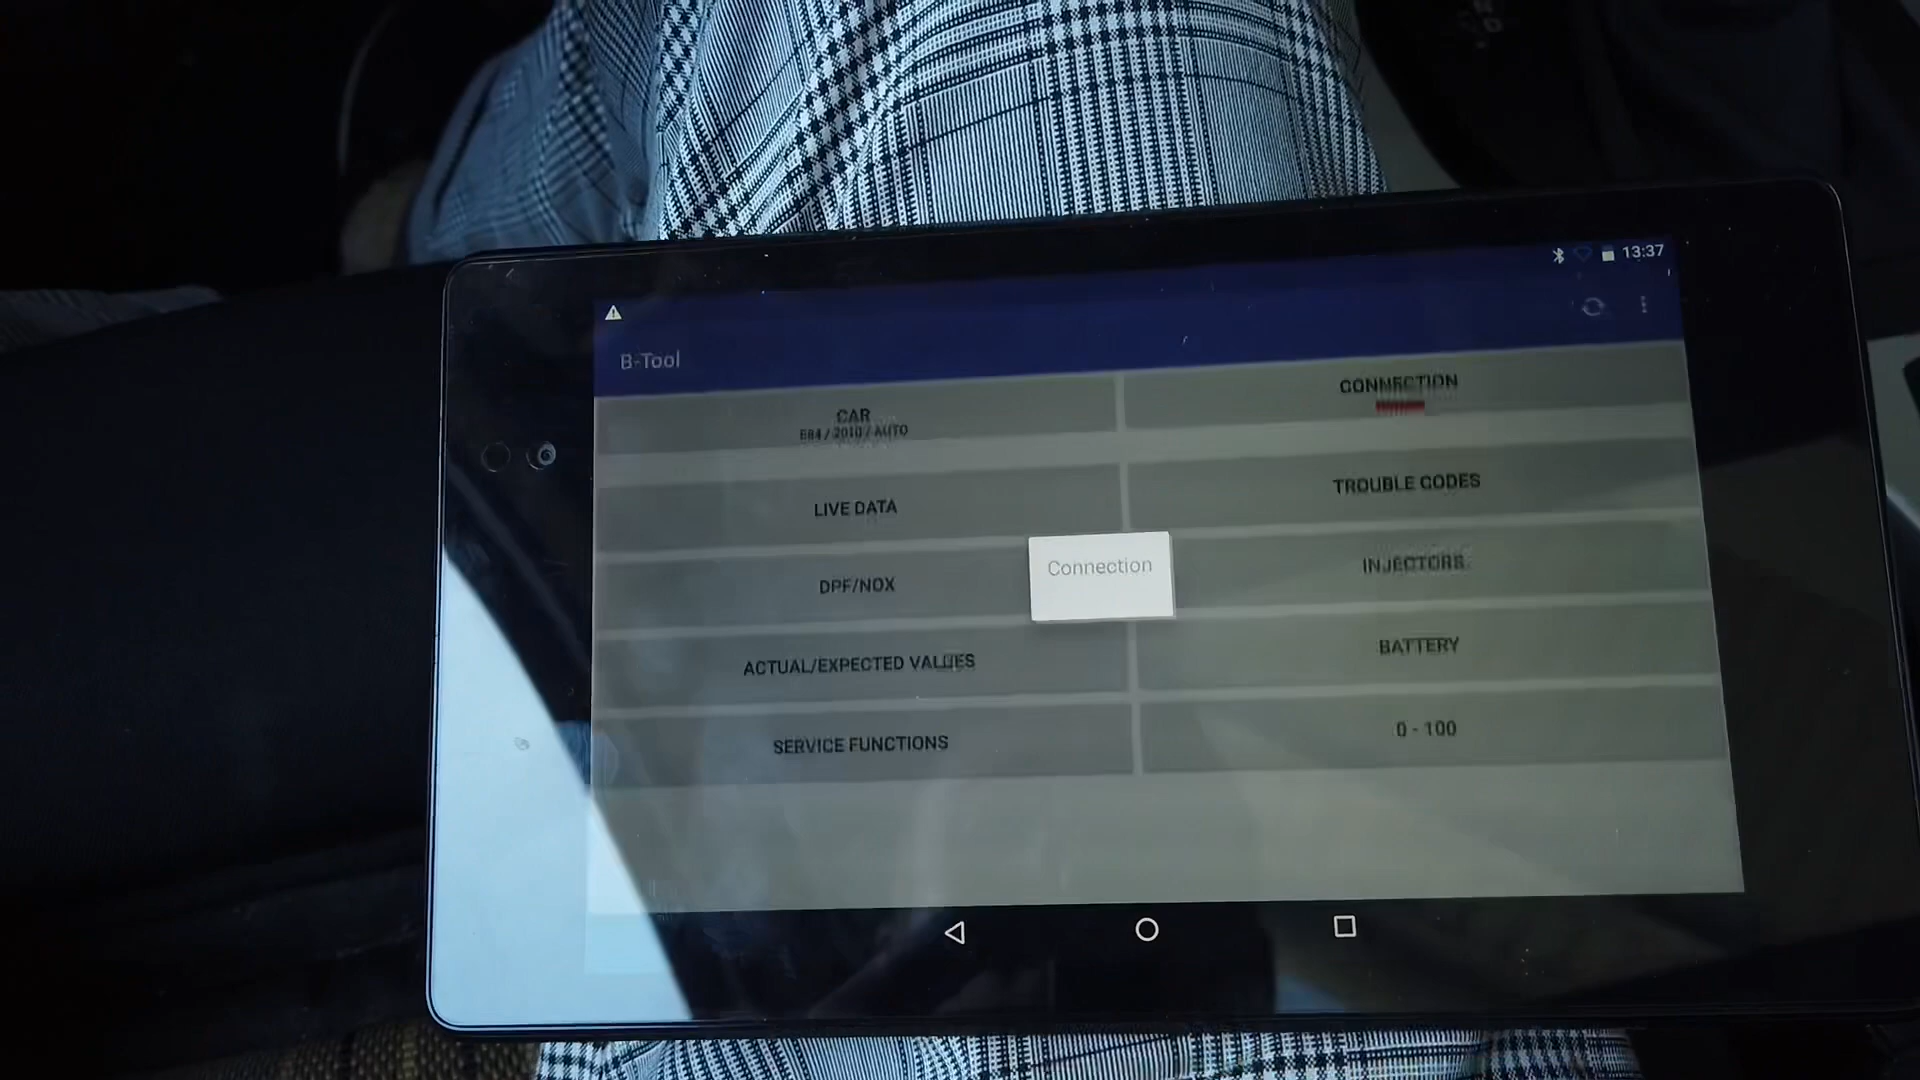 13:37
B-Tool
CAR
E84 / 2010 / AUTO
CONNECTION
LIVE DATA
TROUBLE CODES
Connection
DPF/NOX
INJECTORS
ACTUAL/EXPECTED VALUES
BATTERY
SERVICE FUNCTIONS
0 - 100